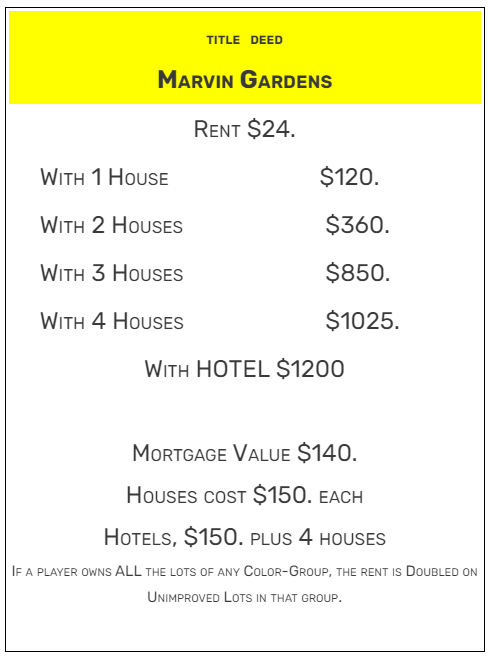 TITLE DEED
MARVIN GARDENS
RENT $24.
WITH 1 HOUSE $120.
WITH 2 HOUSES $360.
WITH 3 HOUSES $850.
WITH 4 HOUSES $1025.
WITH HOTEL $1200
MORTGAGE VALUE $140.
HOUSES COST $150. EACH
HOTELS, $150. PLUS 4 HOUSES
IF A PLAYER OWNS ALL THE LOTS OF ANY COLOR-GROUP, THE RENT IS DOUBLED ON
UNIMPROVED LOTS IN THAT GROUP.